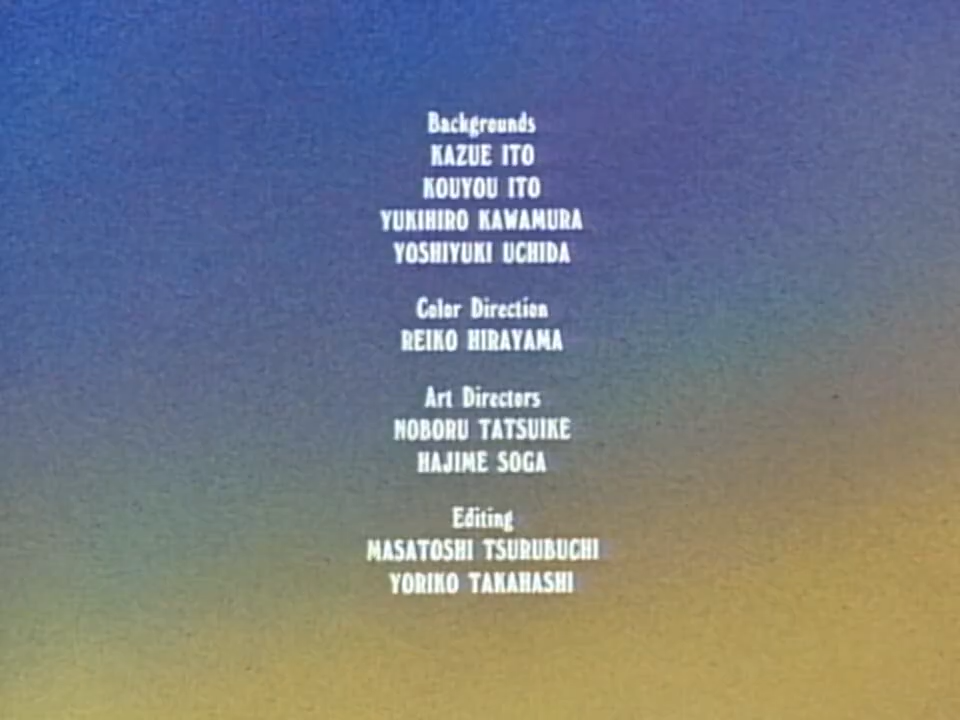 Backgrounds
KAZUE ITO
KOUYOU ITO
YUKIHIRO KAWAMURA
YOSHIYUKI UCHIDA
Color Direction
REIKO HIRAYAMA
Art Directors
NOBORU TATSUIKE
HAJIME SOGA
Editing
MASATOSHI TSURUBUCHI
YORIKO TAKAHASHI